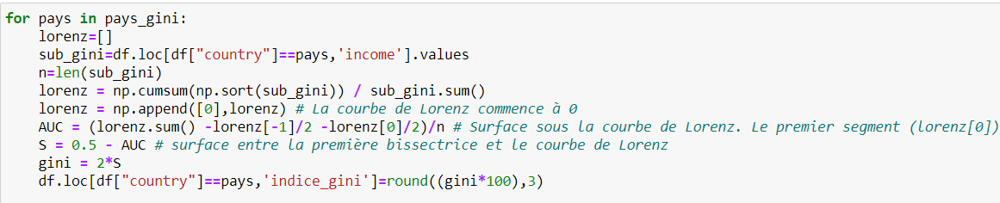 for pays in pays_gini:
    lorenz=[]
    sub_gini=df.loc[df["country"]==pays,'income'].values
    n=len(sub_gini)
    lorenz = np.cumsum(np.sort(sub_gini)) / sub_gini.sum()
    lorenz = np.append([0],lorenz) # La courbe de Lorenz commence à 0
    AUC = (lorenz.sum() -lorenz[-1]/2 -lorenz[0]/2)/n # Surface sous la courbe de Lorenz. Le premier segment (lorenz[0])
    S = 0.5 - AUC # surface entre la première bissectrice et le courbe de Lorenz
    gini = 2*S
    df.loc[df["country"]==pays,'indice_gini']=round((gini*100),3)